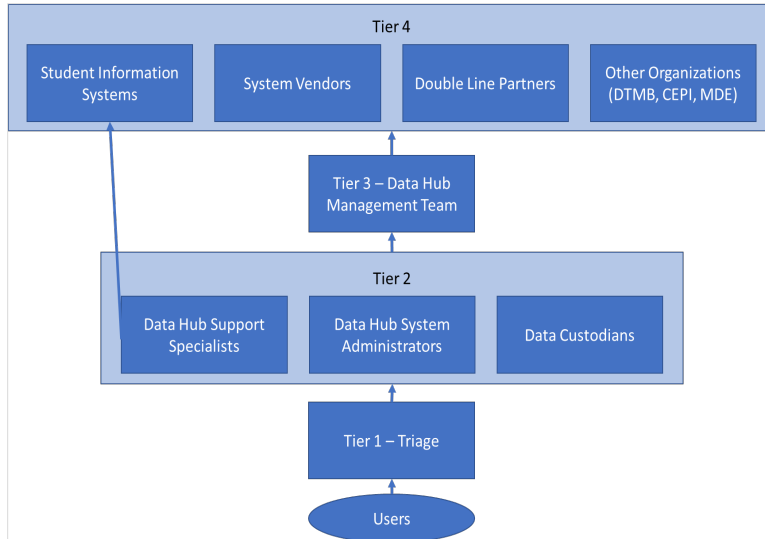 Tier 4
Student Information
Systems
System Vendors
Double Line Partners
Other Organizations
(DTMB, CEPI, MDE)
Tier 3 – Data Hub
Management Team
Tier 2
Data Hub Support
Specialists
Data Hub System
Administrators
Data Custodians
Tier 1 – Triage
Users